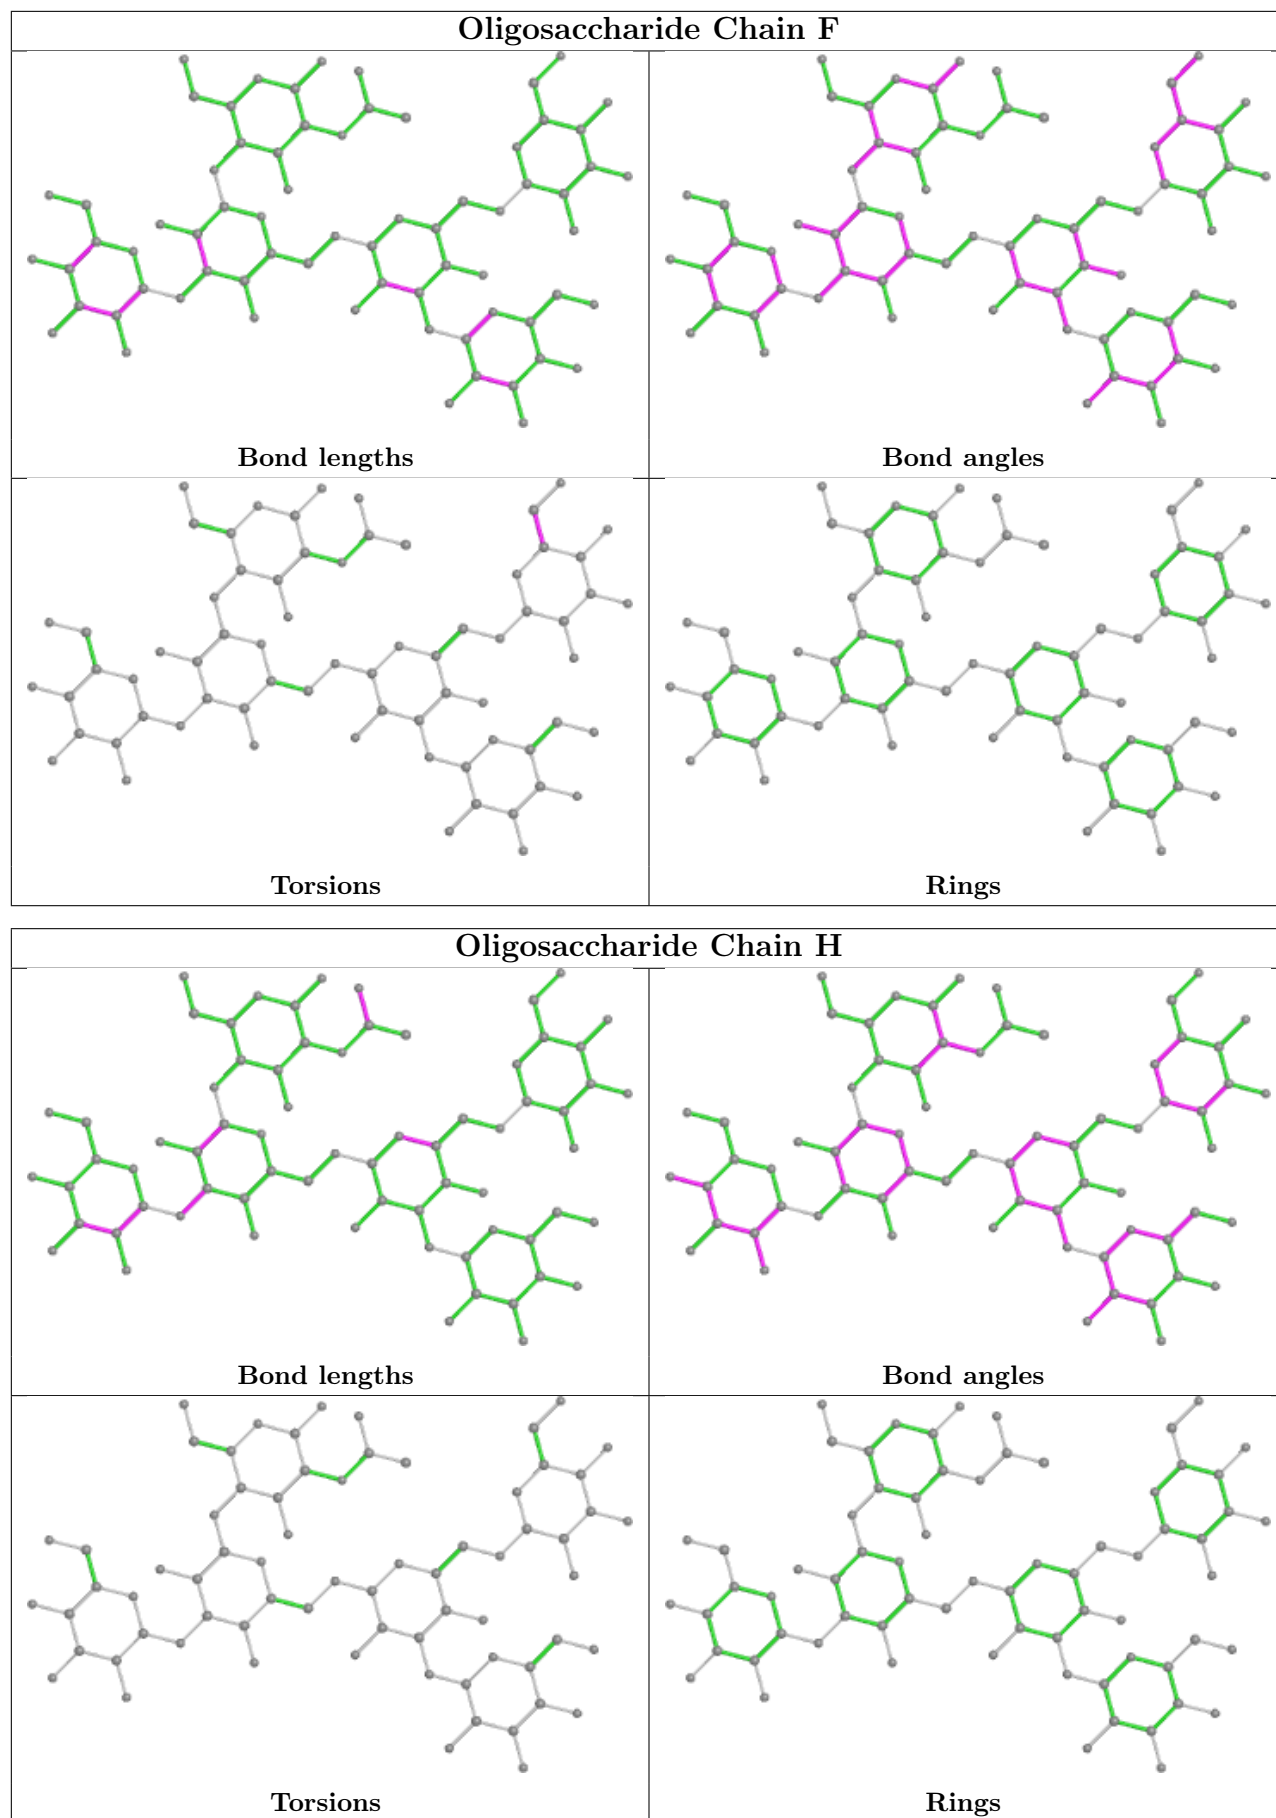 Oligosaccharide Chain F
Bond lengths
Bond angles
Torsions
Rings
Oligosaccharide Chain H
Bond lengths
Bond angles
Torsions
Rings